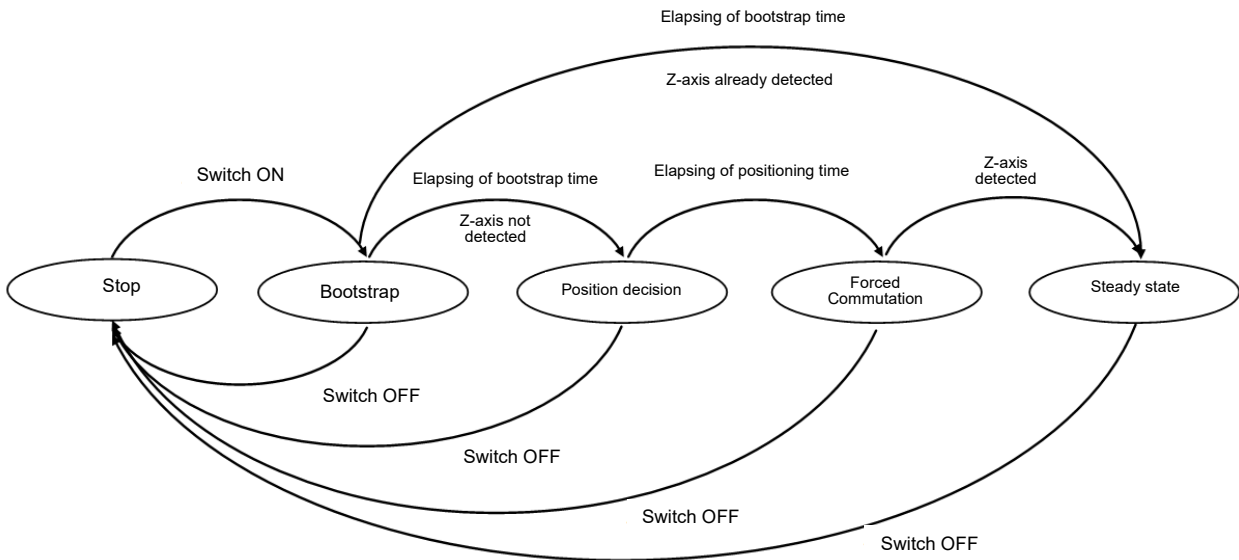 Elapsing of bootstrap time
Z-axis already detected
Switch ON
Elapsing of bootstrap time
Z-axis not
detected
Elapsing of positioning time
Z-axis
detected
Stop
Bootstrap
Position decision
Forced
Commutation
Steady state
Switch OFF
Switch OFF
Switch OFF
Switch OFF